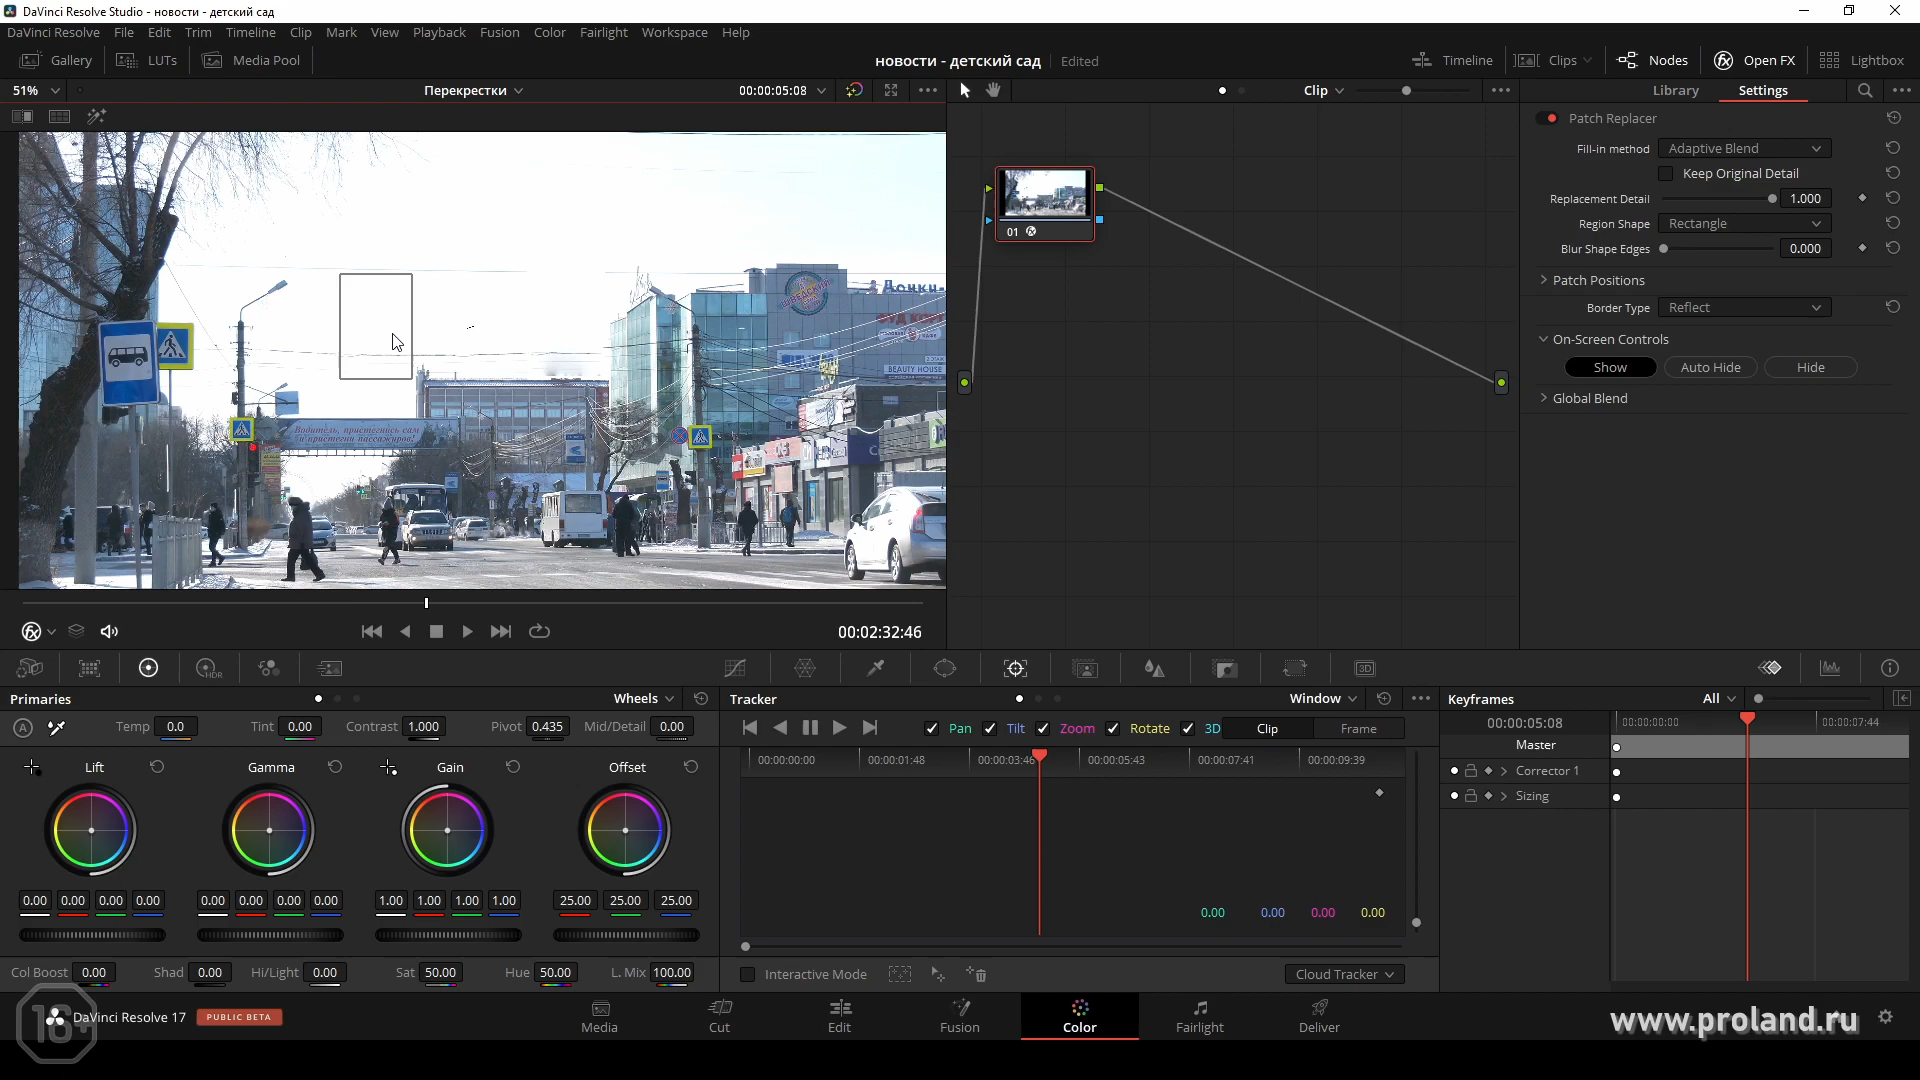 DaVinci Resolve Studio - новости - детский сад
DaVinci Resolve File Edit Trim Timeline Clip Mark View Playback Fusion Color Fairlight Workspace Help
Gallery LUTs Media Pool новости - детский сад Edited Timeline Clips Nodes Open FX Lightbox
51% Перекрестки 00:00:05:08 Clip Library Settings
Patch Replacer
Fill-in method Adaptive Blend
Keep Original Detail
Replacement Detail 1.000
Region Shape Rectangle
Blur Shape Edges 0.000
Patch Positions
Border Type Reflect
On-Screen Controls
Show Auto Hide Hide
Global Blend
01
BEAUTY HOUSE
Водитель, пристегнись сам
и пристегни пассажиров!
00:02:32:46
HDR 3D
Primaries Wheels Tracker Window Keyframes All
A Temp 0.0 Tint 0.00 Contrast 1.000 Pivot 0.435 Mid/Detail 0.00
Pan Tilt Zoom Rotate 3D Clip Frame
00:00:05:08 00:00:00:00 00:00:07:44
Master
Lift Gamma Gain Offset
00:00:00:00 00:00:01:48 00:00:03:46 00:00:05:43 00:00:07:41 00:00:09:39
Corrector 1
Sizing
0.00 0.00 0.00 0.00 0.00 0.00 0.00 0.00 1.00 1.00 1.00 1.00 25.00 25.00 25.00
0.00 0.00 0.00 0.00
Col Boost 0.00 Shad 0.00 Hi/Light 0.00 Sat 50.00 Hue 50.00 L. Mix 100.00
Interactive Mode Cloud Tracker
16+
DaVinci Resolve 17 PUBLIC BETA
Media Cut Edit Fusion Color Fairlight Deliver
www.proland.ru